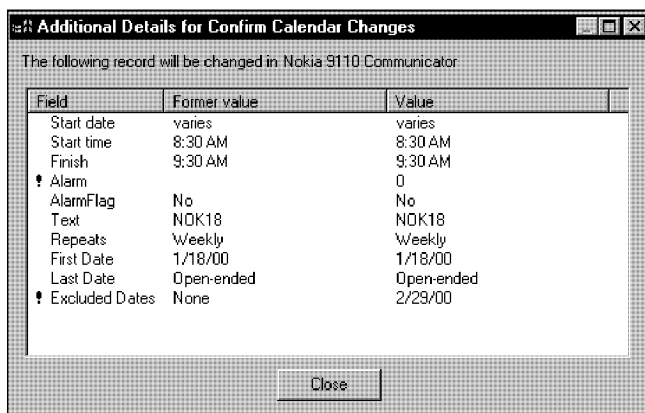 Additional Details for Confirm Calendar Changes
The following record will be changed in Nokia 9110 Communicator
Field Former value Value
Start date varies varies
Start time 8:30 AM 8:30 AM
Finish 9:30 AM 9:30 AM
! Alarm 0
AlarmFlag No No
Text NOK18 NOK18
Repeats Weekly Weekly
First Date 1/18/00 1/18/00
Last Date Open-ended Open-ended
! Excluded Dates None 2/29/00
Close